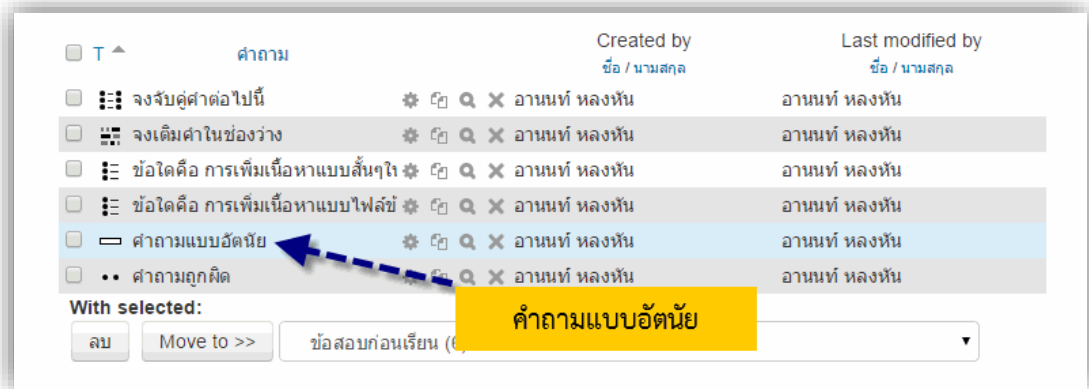 T คำถาม Created by Last modified by
ชื่อ / นามสกุล ชื่อ / นามสกุล
จงจับคู่คำต่อไปนี้ อานนท์ หลงหัน อานนท์ หลงหัน
จงเติมคำในช่องว่าง อานนท์ หลงหัน อานนท์ หลงหัน
ข้อใดคือ การเพิ่มเนื้อหาแบบสั้นๆ อานนท์ หลงหัน อานนท์ หลงหัน
ข้อใดคือ การเพิ่มเนื้อหาแบบไฟล์ อานนท์ หลงหัน อานนท์ หลงหัน
คำถามแบบอัตนัย อานนท์ หลงหัน อานนท์ หลงหัน
คำถามถูกผิด อานนท์ หลงหัน อานนท์ หลงหัน
With selected:
คำถามแบบอัตนัย
ลบ Move to >> ข้อสอบก่อนเรียน